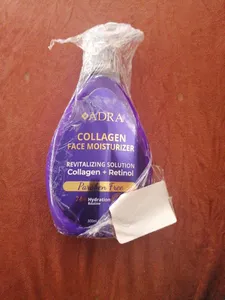 ADRA
COLLAGEN
FACE MOISTURIZER
REVITALIZING SOLUTION
Collagen + Retinol
Paraben Free
Hydration